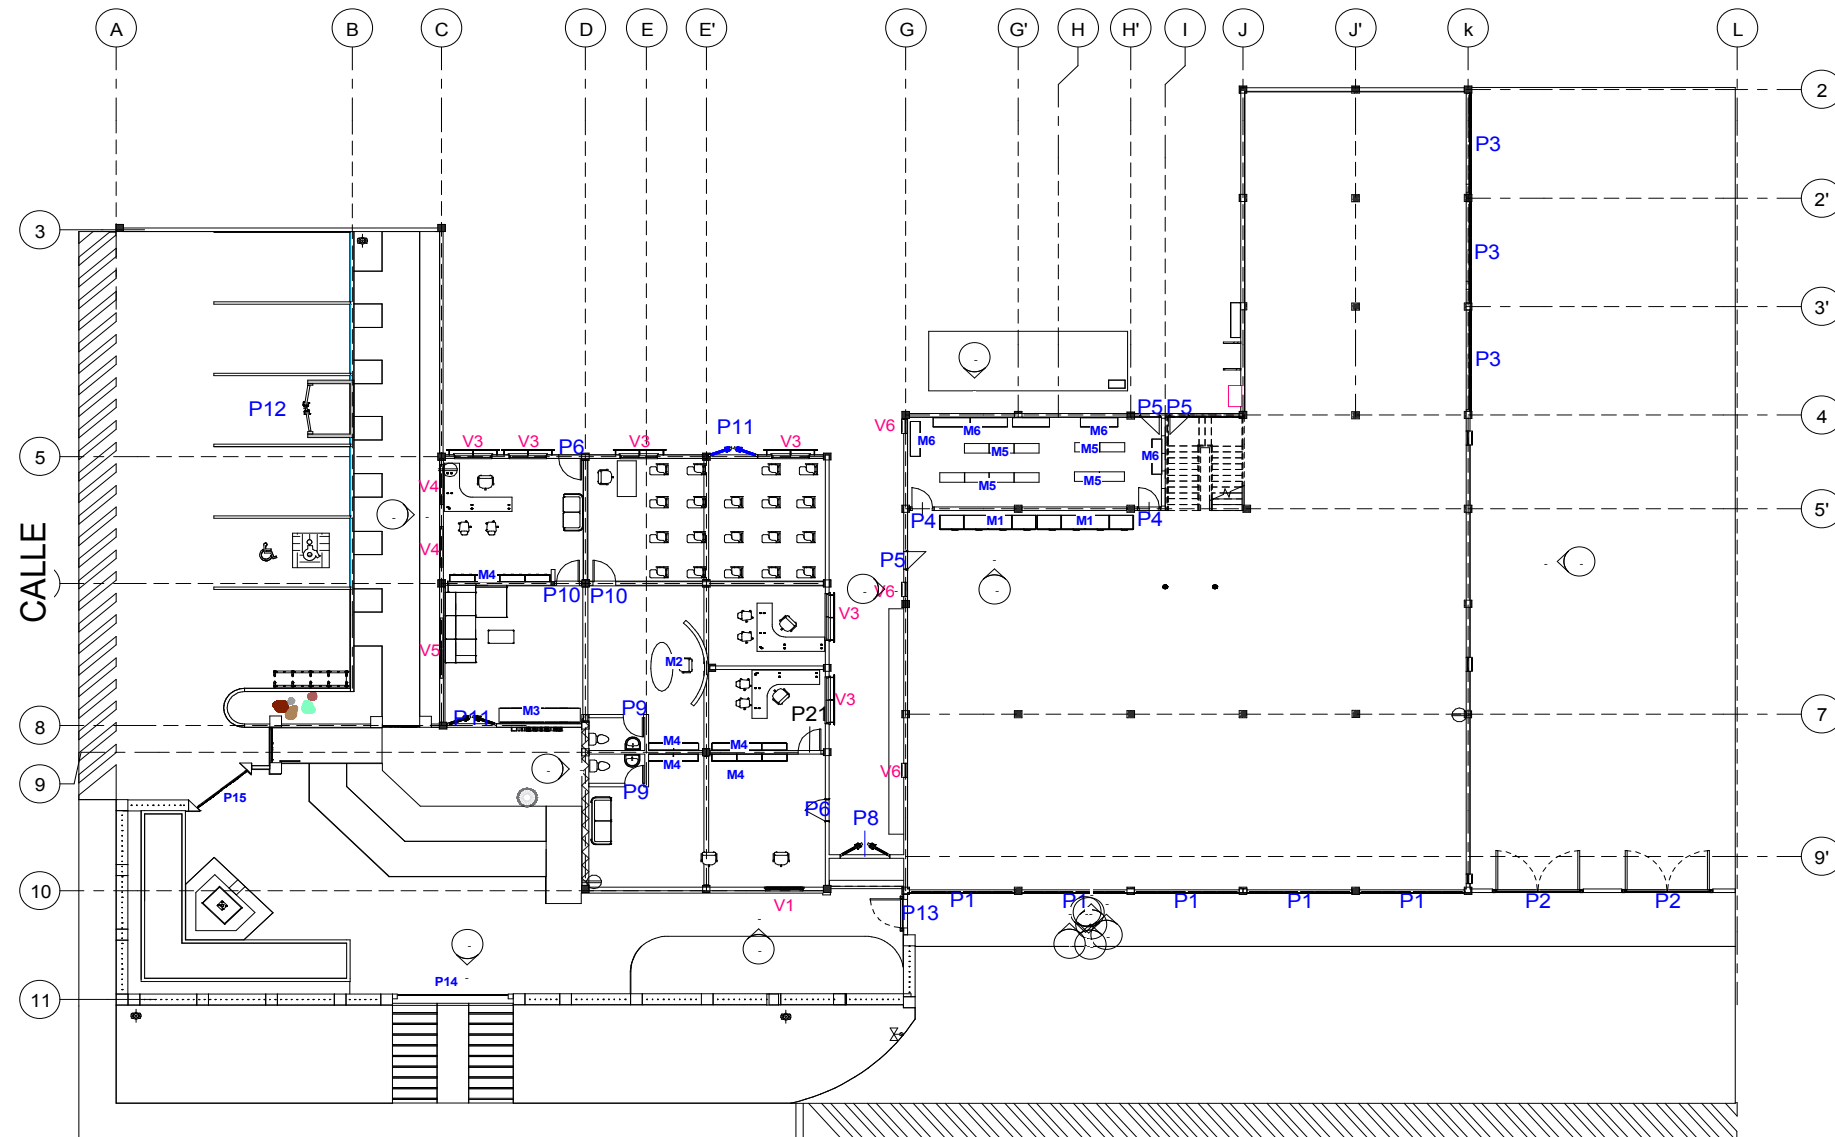 A B C D E E' G G' H H' I J J' k L
2
P3
2'
3
P3
3'
P3
P12
4
P5 P5
V6
M6 M6 M6
M5 M5
M6
M5 M5
5
V3 V3 P6 V3 P11 V3
V4
P4 M1 M1 P4
5'
CALLE
V4
P5
M4
P10 P10
V6
V3
V5
M2
V3
M3
P9
P11
P21
8
7
M4 M4
M4 M4
9
V6
P15
P9
P6
P8
9'
10
V1
P13
P1 P1 P1 P1 P1 P2 P2
P14
11